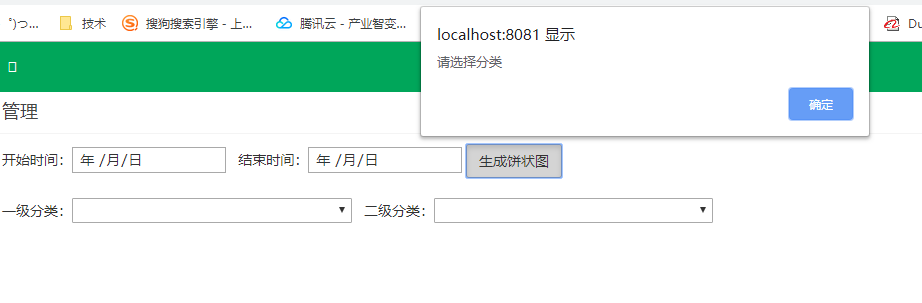 ゜)つ... 技术 搜狗搜索引擎 - 上... 腾讯云 - 产业智变... Du
localhost:8081 显示
请选择分类
确定
管理
开始时间: 年 /月/日 结束时间: 年 /月/日 生成饼状图
一级分类: 二级分类: